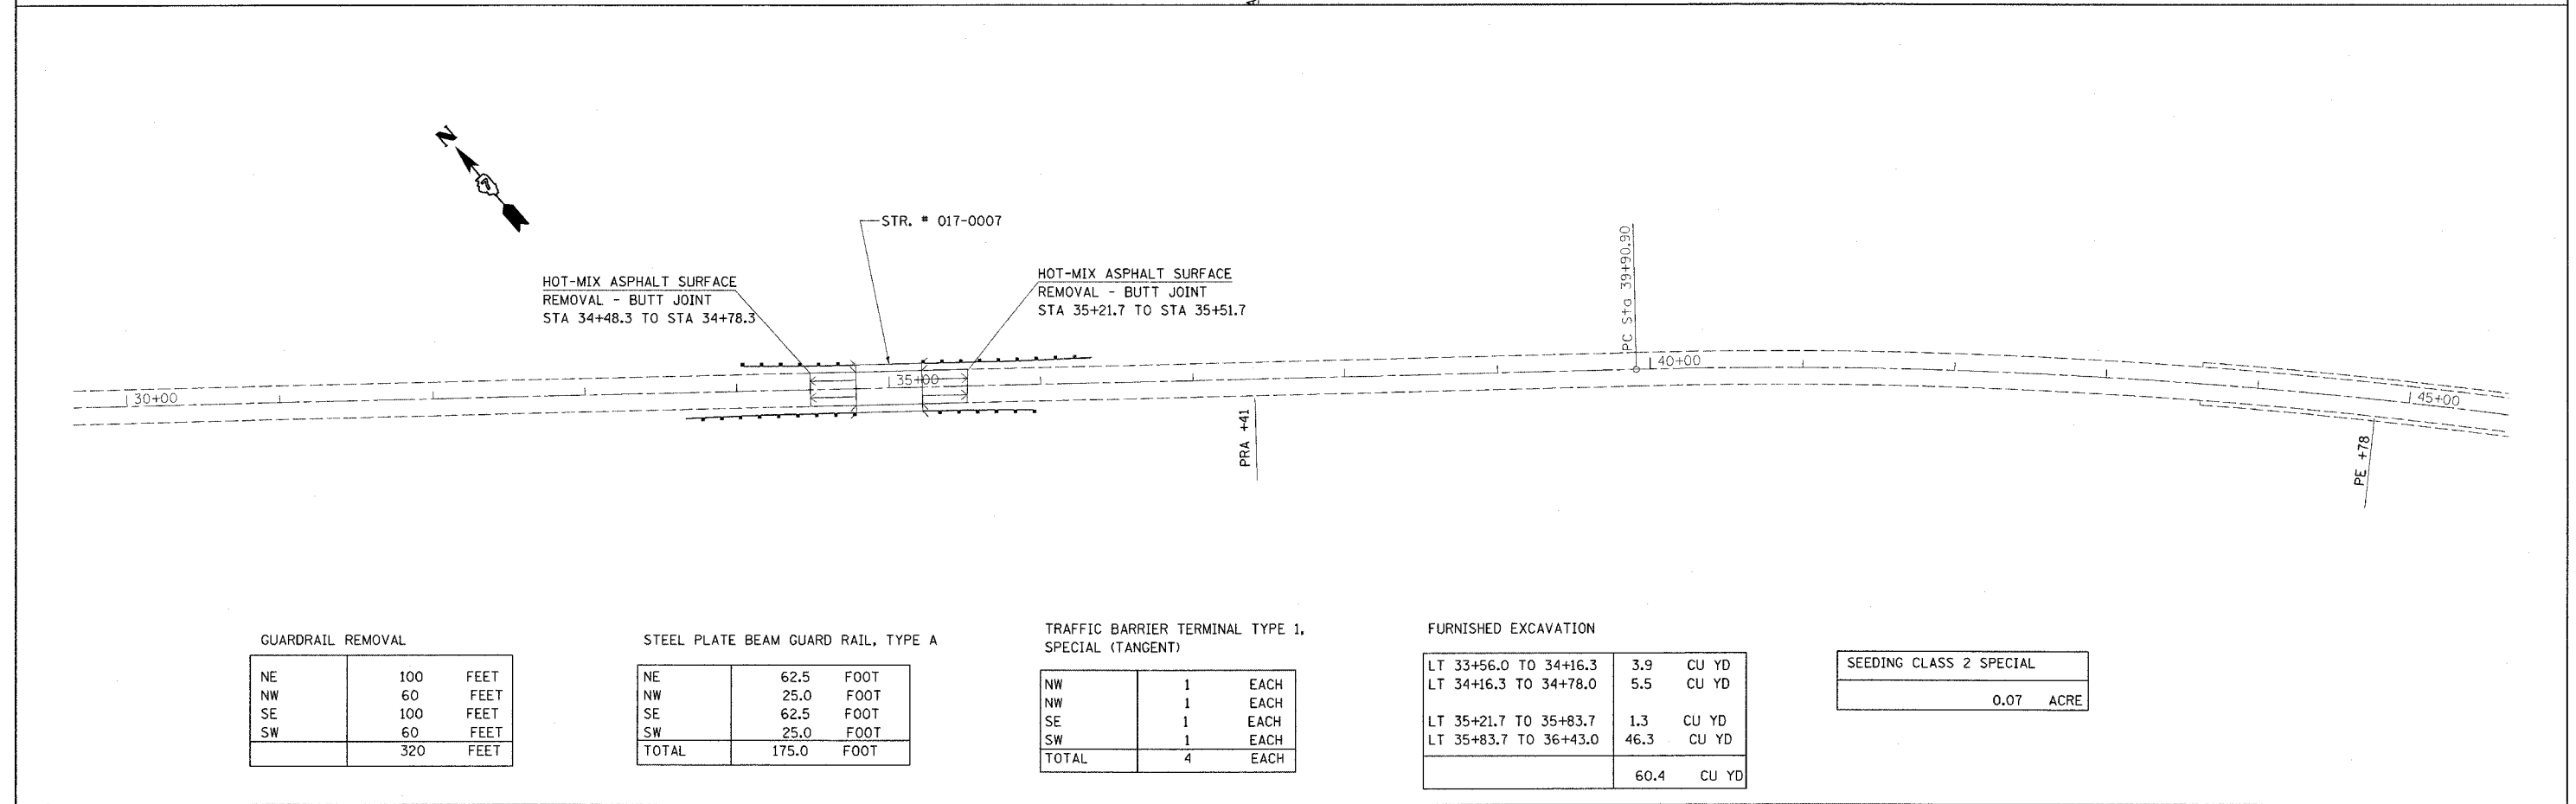 N
STR. # 017-0007
HOT-MIX ASPHALT SURFACE
REMOVAL - BUTT JOINT
STA 34+48.3 TO STA 34+78.3
HOT-MIX ASPHALT SURFACE
REMOVAL - BUTT JOINT
STA 35+21.7 TO STA 35+51.7
PC Sta 39+90.90
30+00
35+00
40+00
45+00
PRA +41
PE +78
GUARDRAIL REMOVAL
NE 100 FEET
NW 60 FEET
SE 100 FEET
SW 60 FEET
320 FEET
STEEL PLATE BEAM GUARD RAIL, TYPE A
NE 62.5 FOOT
NW 25.0 FOOT
SE 62.5 FOOT
SW 25.0 FOOT
TOTAL 175.0 FOOT
TRAFFIC BARRIER TERMINAL TYPE 1,
SPECIAL (TANGENT)
NW 1 EACH
NW 1 EACH
SE 1 EACH
SW 1 EACH
TOTAL 4 EACH
FURNISHED EXCAVATION
LT 33+56.0 TO 34+16.3 3.9 CU YD
LT 34+16.3 TO 34+78.0 5.5 CU YD
LT 35+21.7 TO 35+83.7 1.3 CU YD
LT 35+83.7 TO 36+43.0 46.3 CU YD
60.4 CU YD
SEEDING CLASS 2 SPECIAL
0.07 ACRE